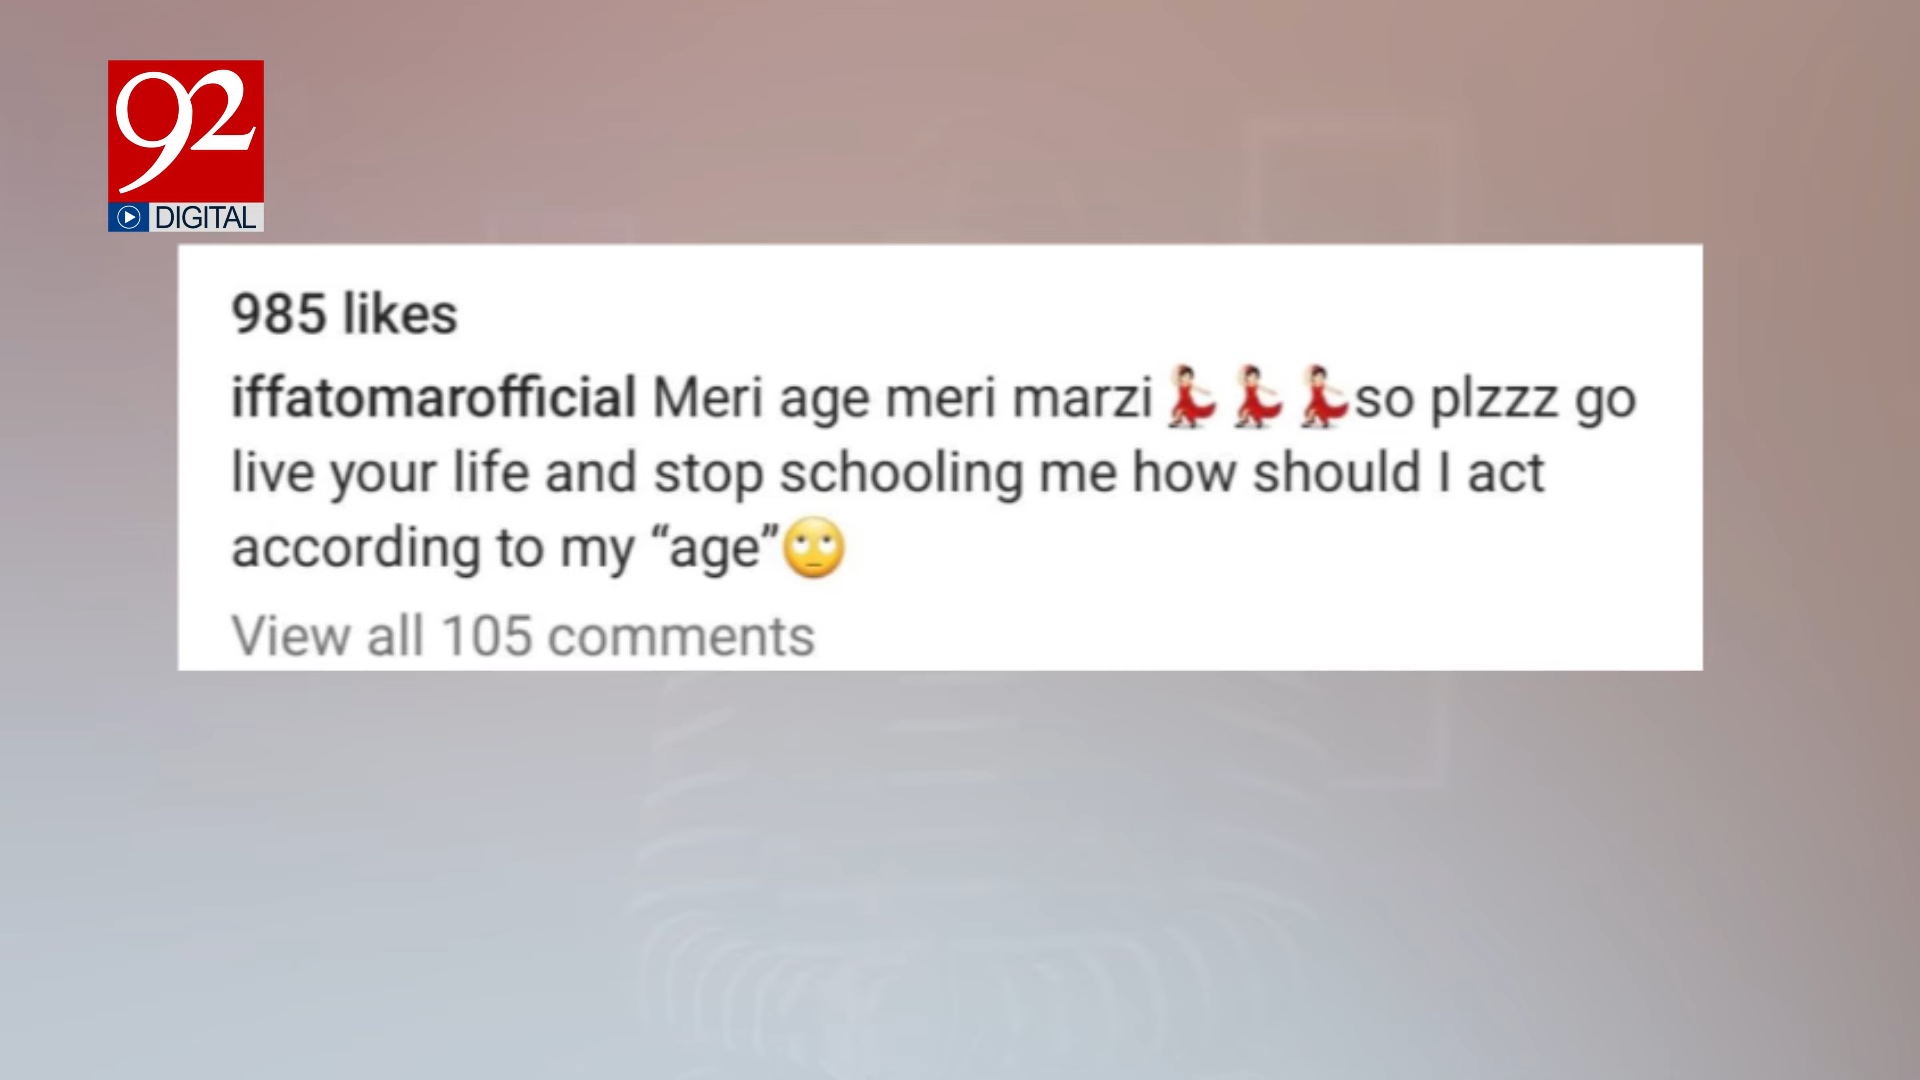 92
DIGITAL
985 likes
iffatomarofficial Meri age meri marzi💃💃💃so plzzz go
live your life and stop schooling me how should I act
according to my “age”🙄
View all 105 comments